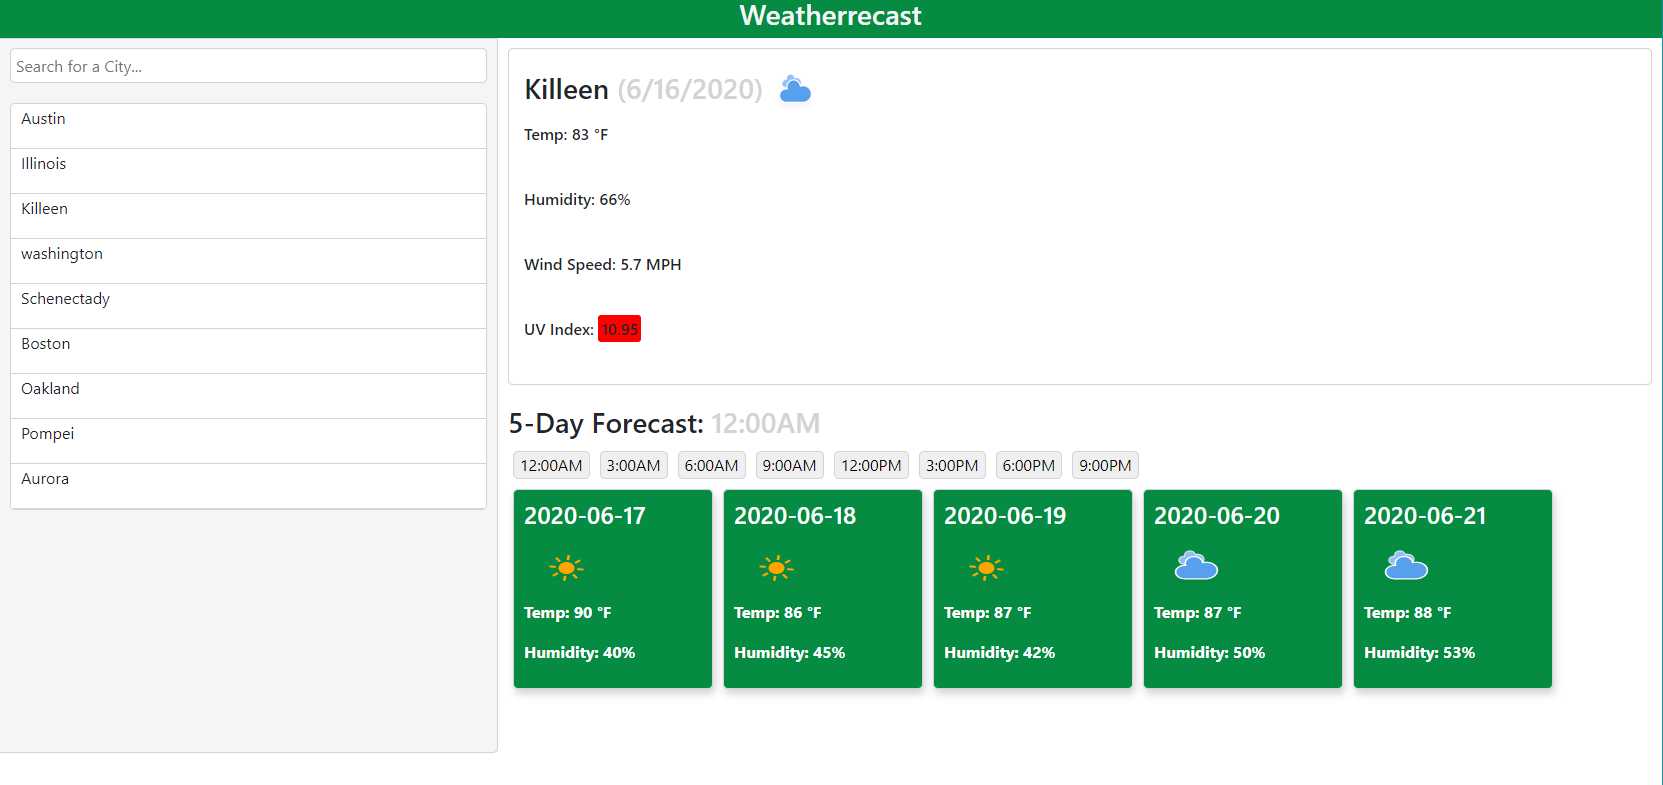 Weatherrecast
Search for a City...
Austin
Illinois
Killeen
washington
Schenectady
Boston
Oakland
Pompei
Aurora
Killeen (6/16/2020)
Temp: 83 °F
Humidity: 66%
Wind Speed: 5.7 MPH
UV Index: 10.95
5-Day Forecast: 12:00AM
12:00AM 3:00AM 6:00AM 9:00AM 12:00PM 3:00PM 6:00PM 9:00PM
2020-06-17
Temp: 90 °F
Humidity: 40%
2020-06-18
Temp: 86 °F
Humidity: 45%
2020-06-19
Temp: 87 °F
Humidity: 42%
2020-06-20
Temp: 87 °F
Humidity: 50%
2020-06-21
Temp: 88 °F
Humidity: 53%